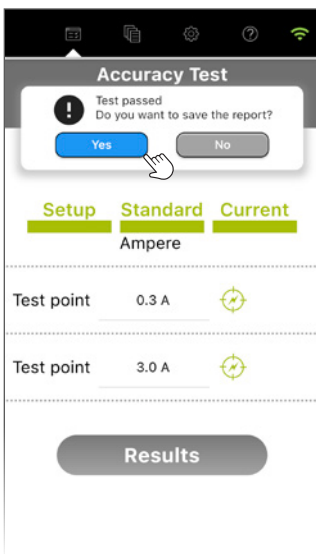 Accuracy Test
Test passed
Do you want to save the report?
Yes No
Setup Standard Current
Ampere
Test point 0.3 A
Test point 3.0 A
Results